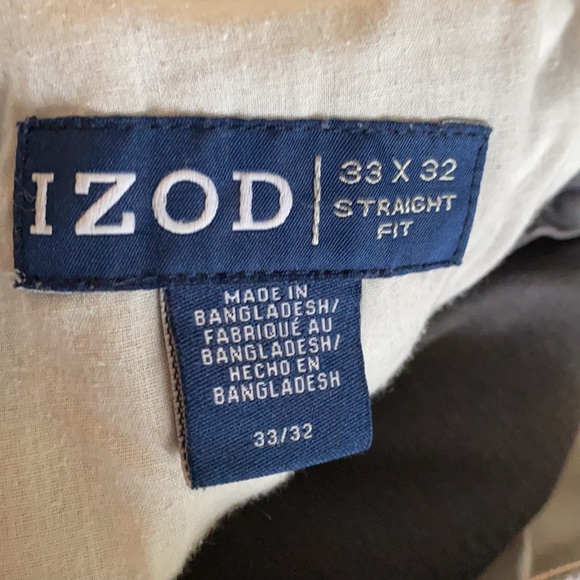 IZOD
33 X 32
STRAIGHT
FIT
MADE IN
BANGLADESH/
FABRIQUÉ AU
BANGLADESH/
HECHO EN
BANGLADESH
33/32